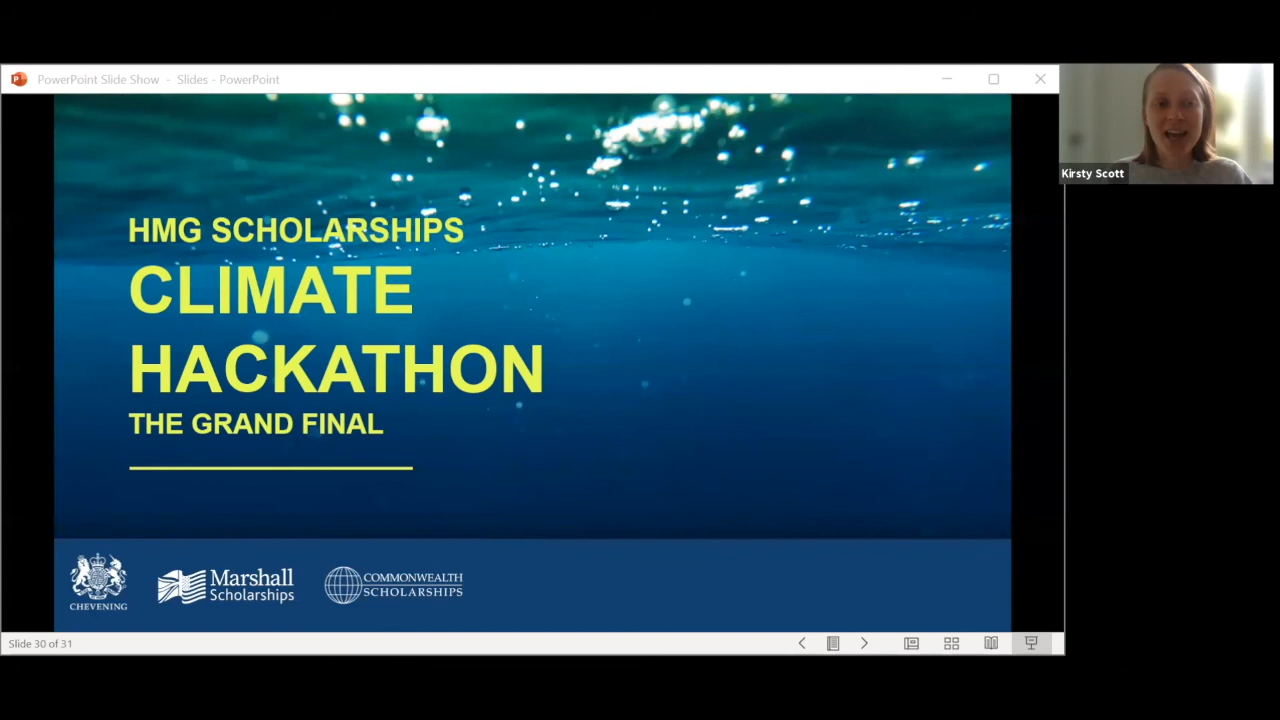 PowerPoint Slide Show - Slides - PowerPoint
HMG SCHOLARSHIPS
CLIMATE
HACKATHON
THE GRAND FINAL
CHEVENING
Marshall
Scholarships
COMMONWEALTH
SCHOLARSHIPS
Slide 30 of 31
Kirsty Scott